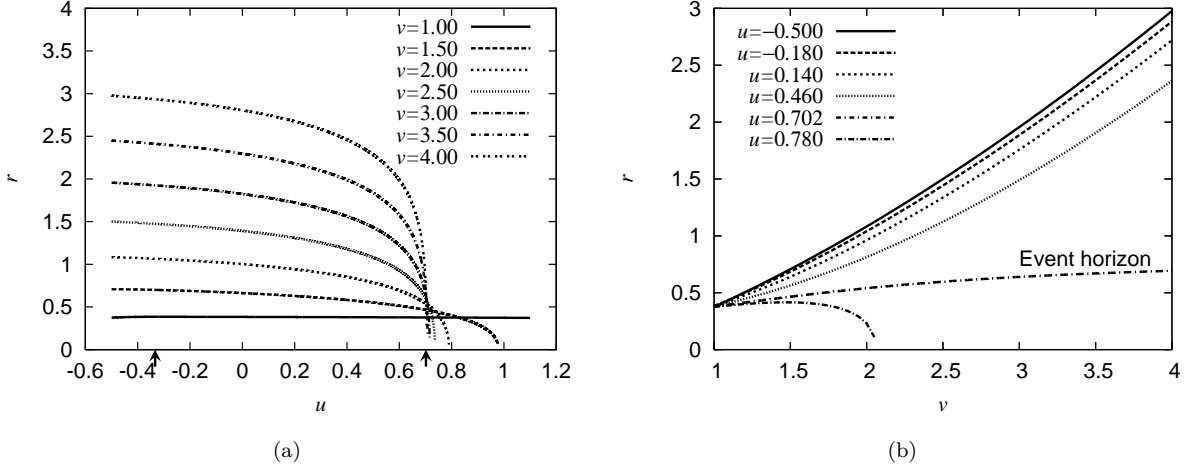 4
3.5
3
2.5
2
1.5
1
0.5
0
r
v=1.00
v=1.50
v=2.00
v=2.50
v=3.00
v=3.50
v=4.00
-0.6 -0.4 -0.2 0 0.2 0.4 0.6 0.8 1 1.2
u
(a)
3
2.5
2
1.5
1
0.5
0
r
u=−0.500
u=−0.180
u=0.140
u=0.460
u=0.702
u=0.780
Event horizon
1 1.5 2 2.5 3 3.5 4
v
(b)